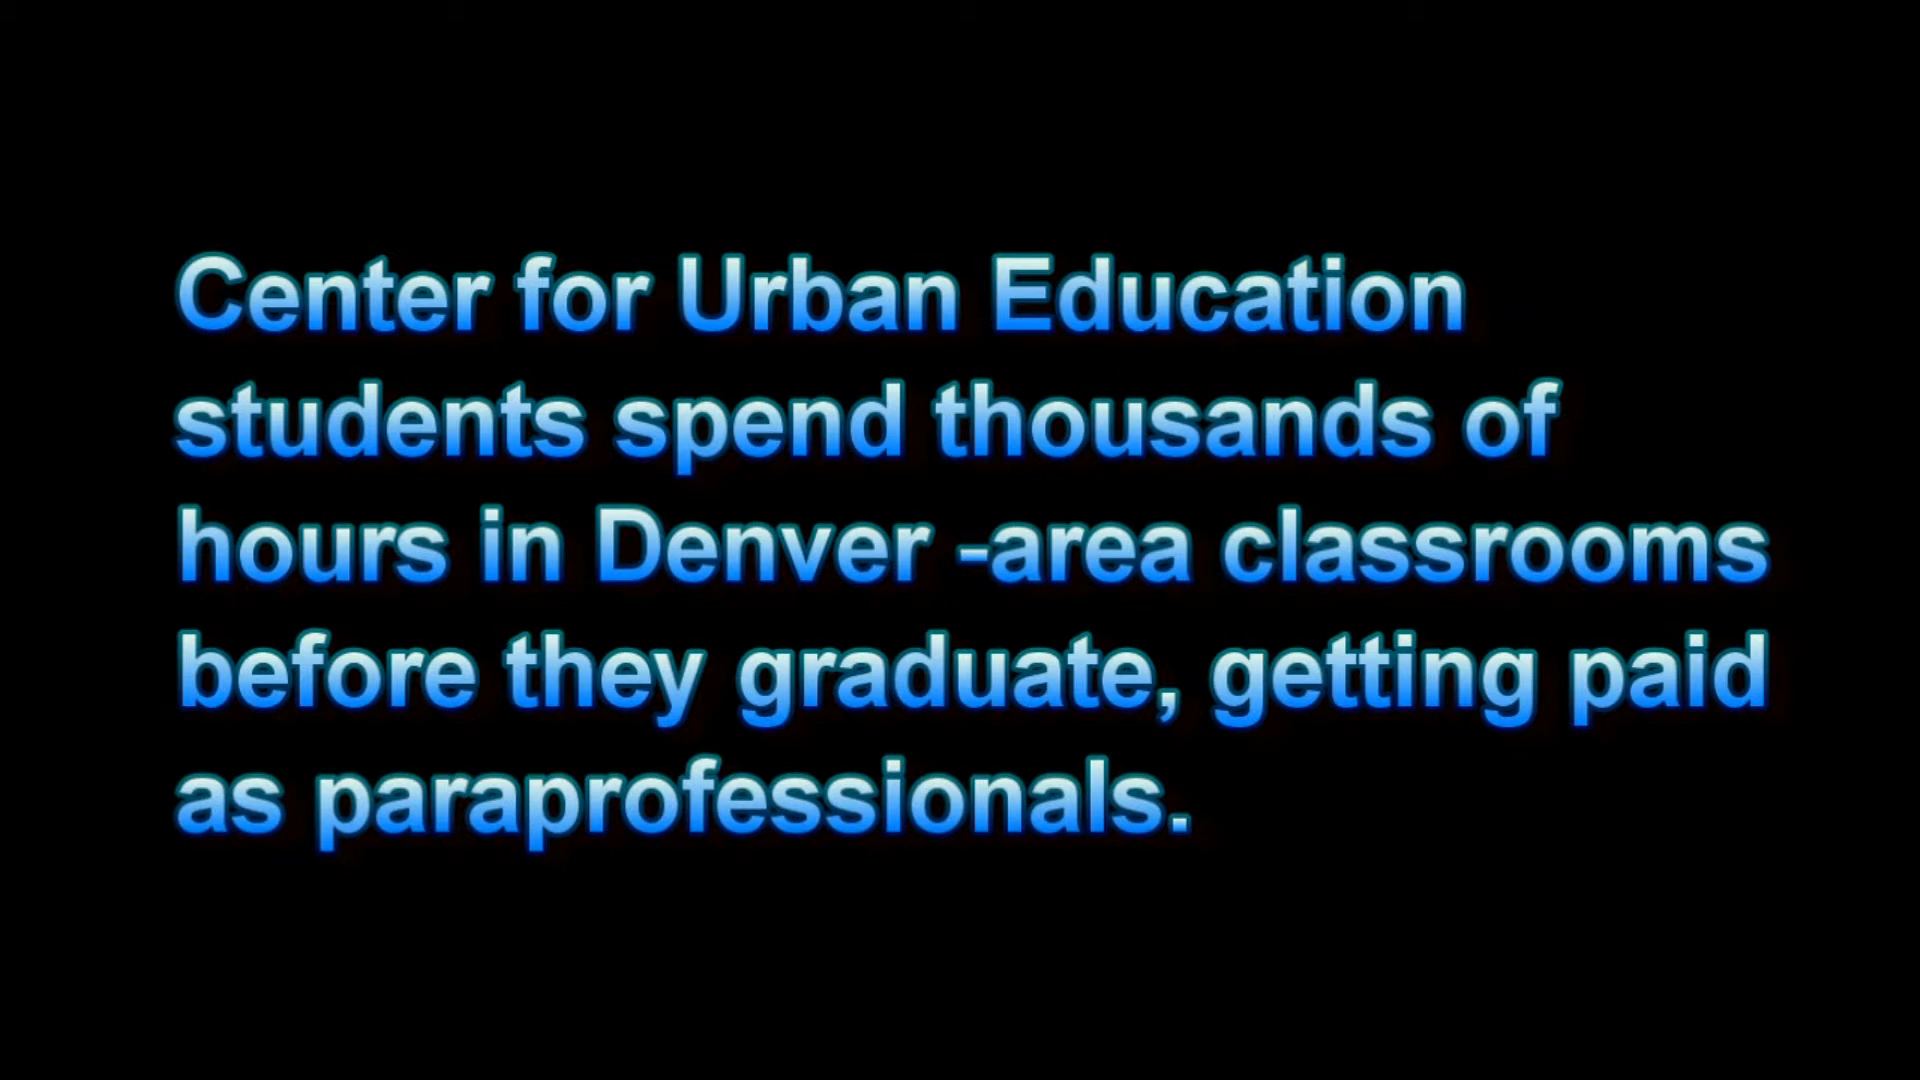 Center for Urban Education
students spend thousands of
hours in Denver -area classrooms
before they graduate, getting paid
as paraprofessionals.